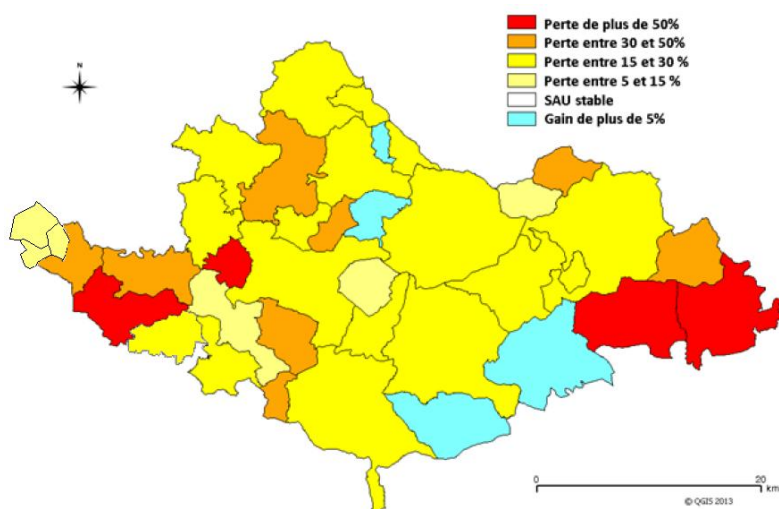 Perte de plus de 50%
Perte entre 30 et 50%
Perte entre 15 et 30 %
Perte entre 5 et 15 %
SAU stable
Gain de plus de 5%
N
0 20
km
© QGIS 2013